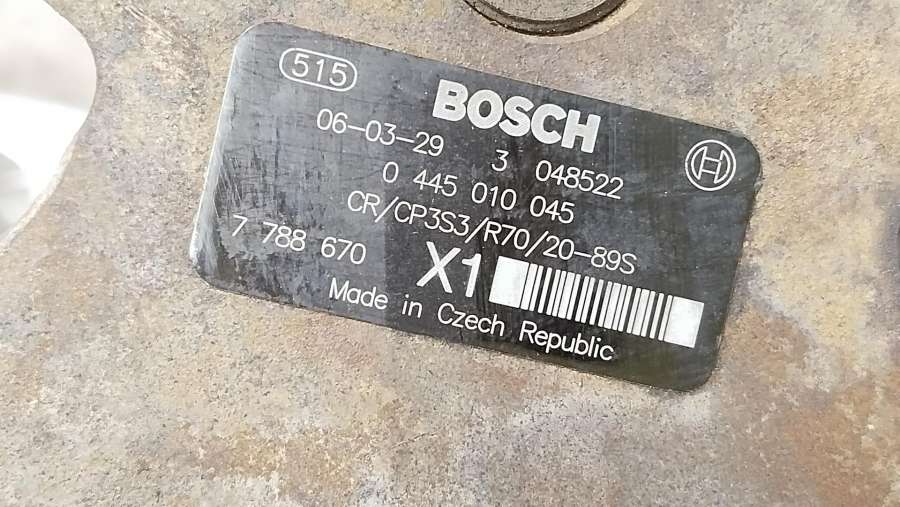 515
BOSCH
06-03-29 3 048522
0 445 010 045
CR/CP3S3/R70/20-89S
7 788 670 X1
Made in Czech Republic